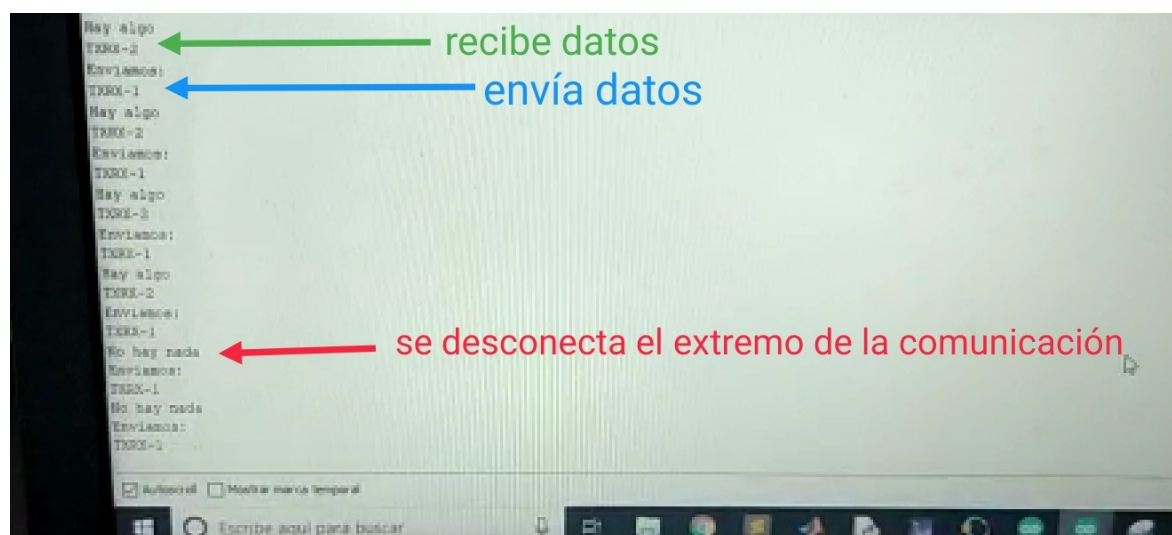 Hay algo
TXRX-2
recibe datos
Enviamos:
TXRX-1
envía datos
Hay algo
TXRX-2
Enviamos:
TXRX-1
Hay algo
TXRX-2
Enviamos:
TXRX-1
Hay algo
TXRX-2
Enviamos:
TXRX-1
No hay nada
se desconecta el extremo de la comunicación
Enviamos:
TXRX-1
No hay nada
Enviamos:
TXRX-1
Autoscroll Mostrar marca temporal
Escribe aquí para buscar